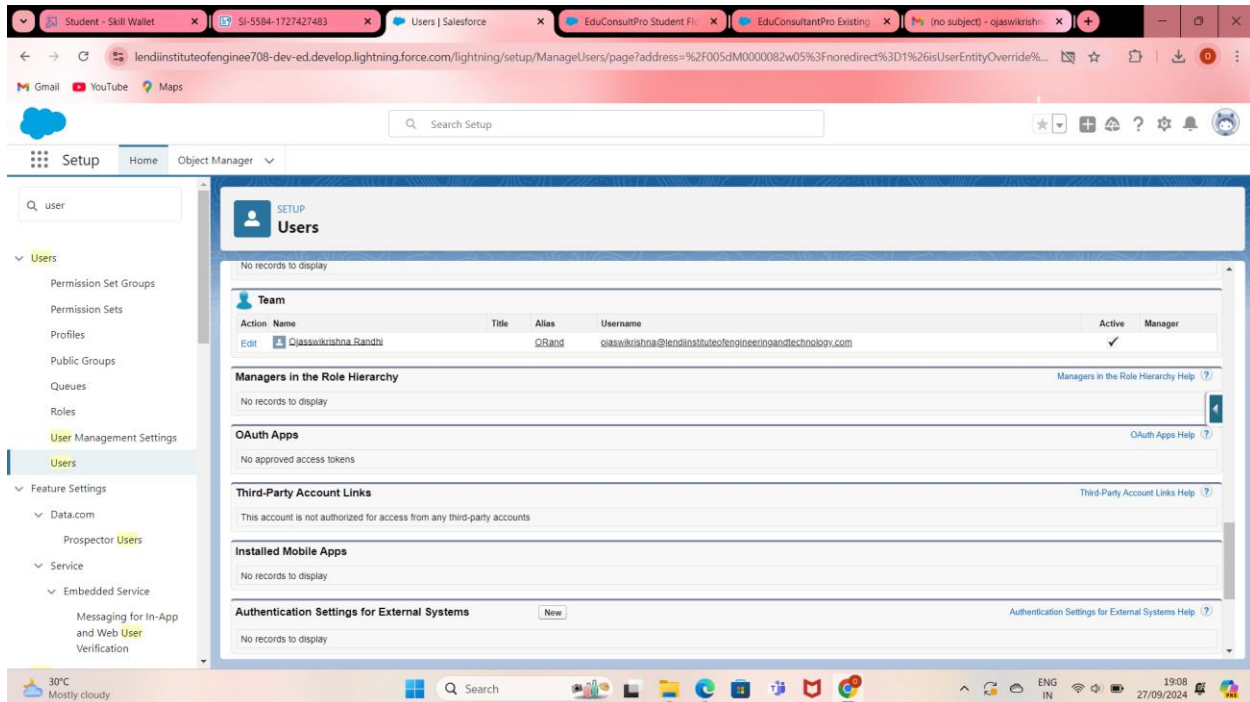 Student - Skill Wallet
SI-5584-1727427483
Users | Salesforce
EduConsultPro Student Flo
EduConsultantPro Existing
(no subject) - ojaswikrishn
lendiinstituteofenginee708-dev-ed.develop.lightning.force.com/lightning/setup/ManageUsers/page?address=%2F005dM0000082w05%3Fnoredirect%3D1%26isUserEntityOverride%...
Gmail YouTube Maps
Search Setup
Setup Home Object Manager
user
SETUP
Users
Users
Permission Set Groups
Permission Sets
Profiles
Public Groups
Queues
Roles
User Management Settings
Users
Feature Settings
Data.com
Prospector Users
Service
Embedded Service
Messaging for In-App
and Web User
Verification
No records to display
Team
Action Name Title Alias Username Active Manager
Edit Ojasswikrishna Randhi ORand ojaswikrishna@lendiinstituteofengineeringandtechnology.com
Managers in the Role Hierarchy Managers in the Role Hierarchy Help ?
No records to display
OAuth Apps OAuth Apps Help ?
No approved access tokens
Third-Party Account Links Third-Party Account Links Help ?
This account is not authorized for access from any third-party accounts
Installed Mobile Apps
No records to display
Authentication Settings for External Systems New Authentication Settings for External Systems Help ?
No records to display
30°C
Mostly cloudy
Search
ENG
IN
19:08
27/09/2024